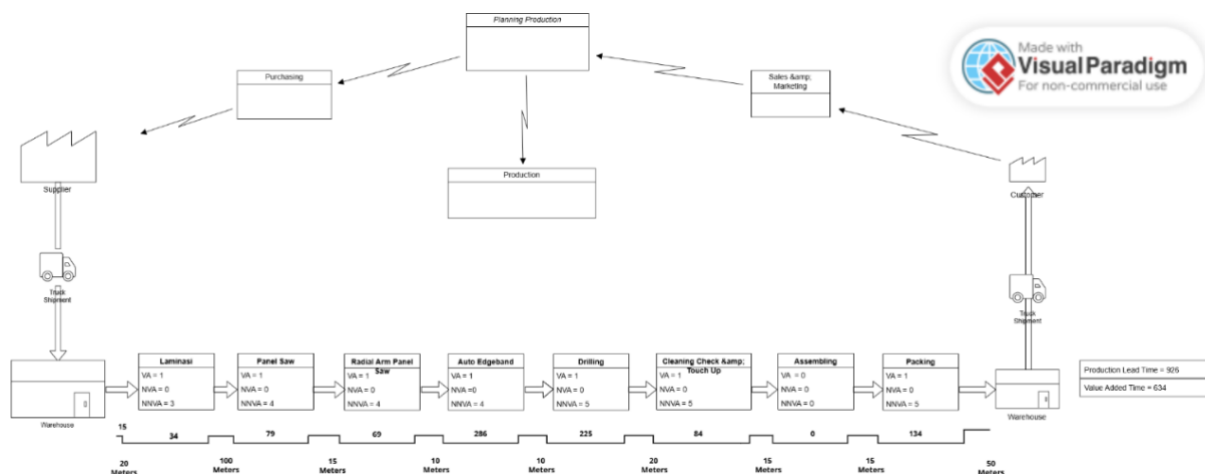 Planning Production
Made with
Visual Paradigm
For non-commercial use
Purchasing
Sales &amp;
Marketing
Production
Supplier
Customer
Truck
Shipment
Truck
Shipment
Laminasi
VA = 1
NVA = 0
NNVA = 3
Panel Saw
VA = 1
NVA = 0
NNVA = 4
Radial Arm Panel
Saw
VA = 1
NVA = 0
NNVA = 4
Auto Edgeband
VA = 1
NVA =0
NNVA = 4
Drilling
VA = 1
NVA = 0
NNVA = 5
Cleaning Check &amp;
Touch Up
VA = 1
NVA = 0
NNVA = 5
Assembling
VA = 0
NVA = 0
NNVA = 0
Packing
VA = 1
NVA = 0
NNVA = 5
Production Lead Time = 926
Value Added Time = 634
Warehouse
Warehouse
15
34
79
69
286
225
84
0
134
20
Meters
100
Meters
15
Meters
10
Meters
10
Meters
20
Meters
15
Meters
15
Meters
50
Meters